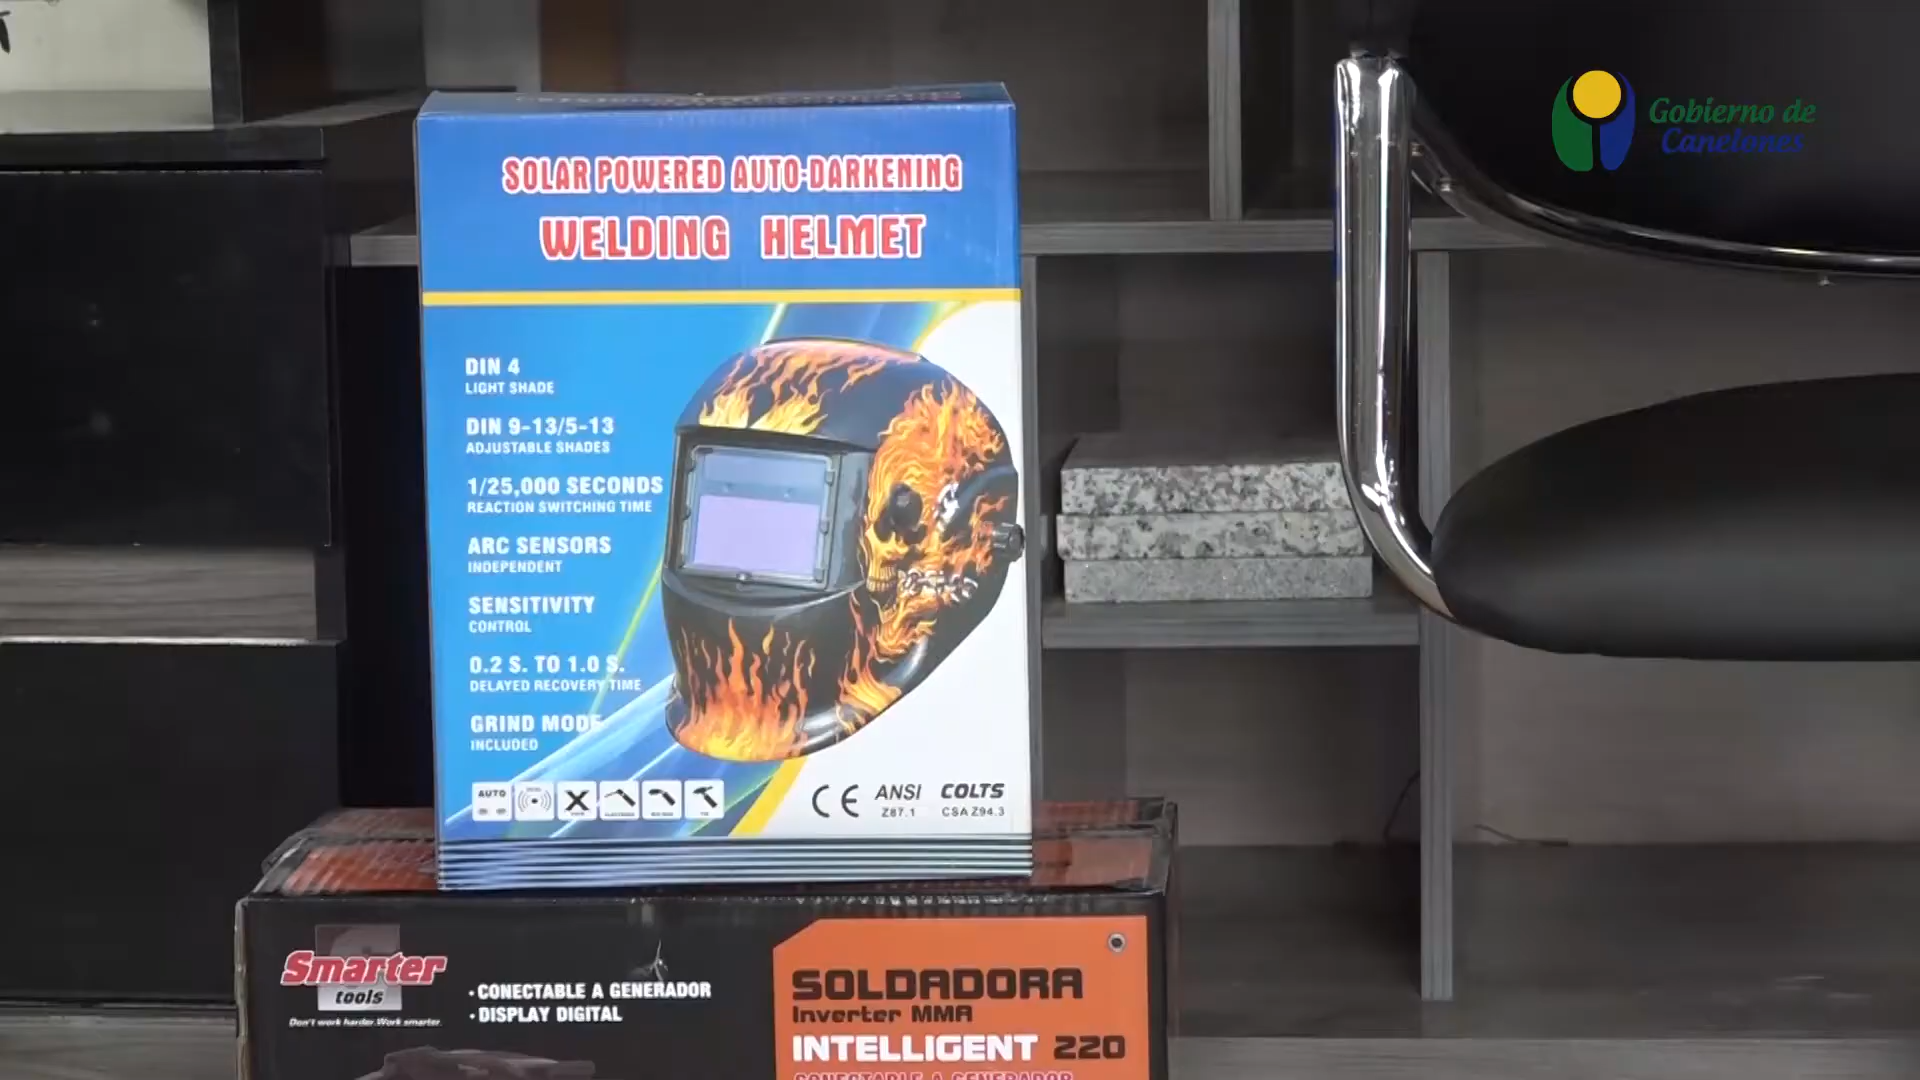 Gobierno de
Canelones
SOLAR POWERED AUTO-DARKENING
WELDING HELMET
DIN 4
LIGHT SHADE
DIN 9-13/5-13
ADJUSTABLE SHADES
1/25,000 SECONDS
REACTION SWITCHING TIME
ARC SENSORS
INDEPENDENT
SENSITIVITY
CONTROL
0.2 S. TO 1.0 S.
DELAYED RECOVERY TIME
GRIND MODE
INCLUDED
AUTO
X
CE ANSI COLTS
Z87.1 CSA Z94.3
Smarter
tools
Don't work harder. Work smarter.
· CONECTABLE A GENERADOR
· DISPLAY DIGITAL
SOLDADORA
Inverter MMA
INTELLIGENT 220
CONECTABLE A GENERADOR